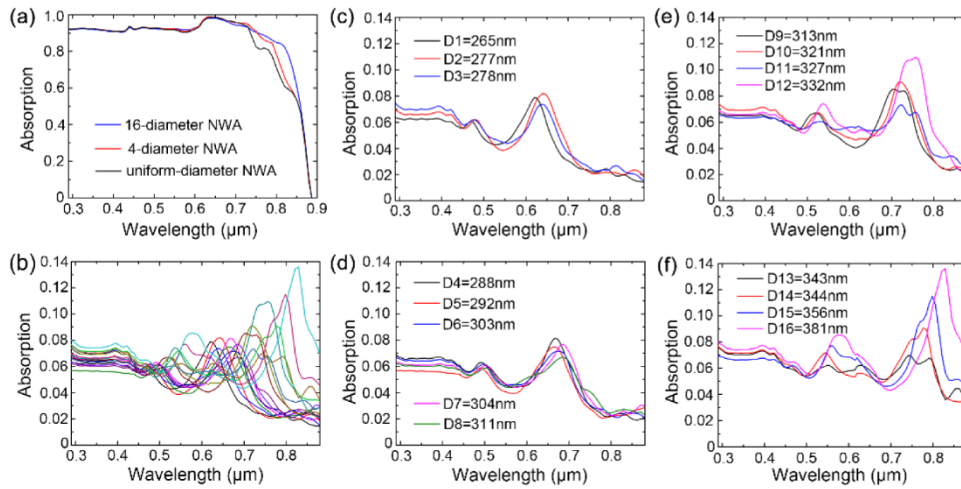 (a)
1.0
0.8
0.6
0.4
0.2
0
Absorption
16-diameter NWA
4-diameter NWA
uniform-diameter NWA
0.3 0.4 0.5 0.6 0.7 0.8 0.9
Wavelength (μm)
(c)
0.14
0.12
0.10
0.08
0.06
0.04
0.02
0
Absorption
D1=265nm
D2=277nm
D3=278nm
0.3 0.4 0.5 0.6 0.7 0.8
Wavelength (μm)
(e)
0.14
0.12
0.10
0.08
0.06
0.04
0.02
0
Absorption
D9=313nm
D10=321nm
D11=327nm
D12=332nm
0.3 0.4 0.5 0.6 0.7 0.8
Wavelength (μm)
(b)
0.14
0.12
0.10
0.08
0.06
0.04
0.02
0
Absorption
0.3 0.4 0.5 0.6 0.7 0.8
Wavelength (μm)
(d)
0.14
0.12
0.10
0.08
0.06
0.04
0.02
0
Absorption
D4=288nm
D5=292nm
D6=303nm
D7=304nm
D8=311nm
0.3 0.4 0.5 0.6 0.7 0.8
Wavelength (μm)
(f)
0.14
0.12
0.10
0.08
0.06
0.04
0.02
0
Absorption
D13=343nm
D14=344nm
D15=356nm
D16=381nm
0.3 0.4 0.5 0.6 0.7 0.8
Wavelength (μm)